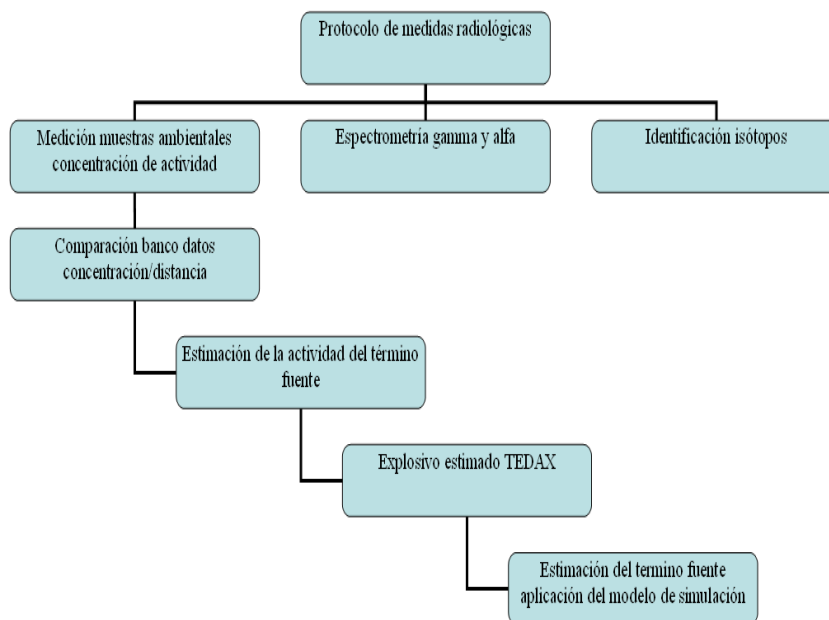 Protocolo de medidas radiológicas
Medición muestras ambientales
concentración de actividad
Espectrometría gamma y alfa
Identificación isótopos
Comparación banco datos
concentración/distancia
Estimación de la actividad del término
fuente
Explosivo estimado TEDAX
Estimación del termino fuente
aplicación del modelo de simulación